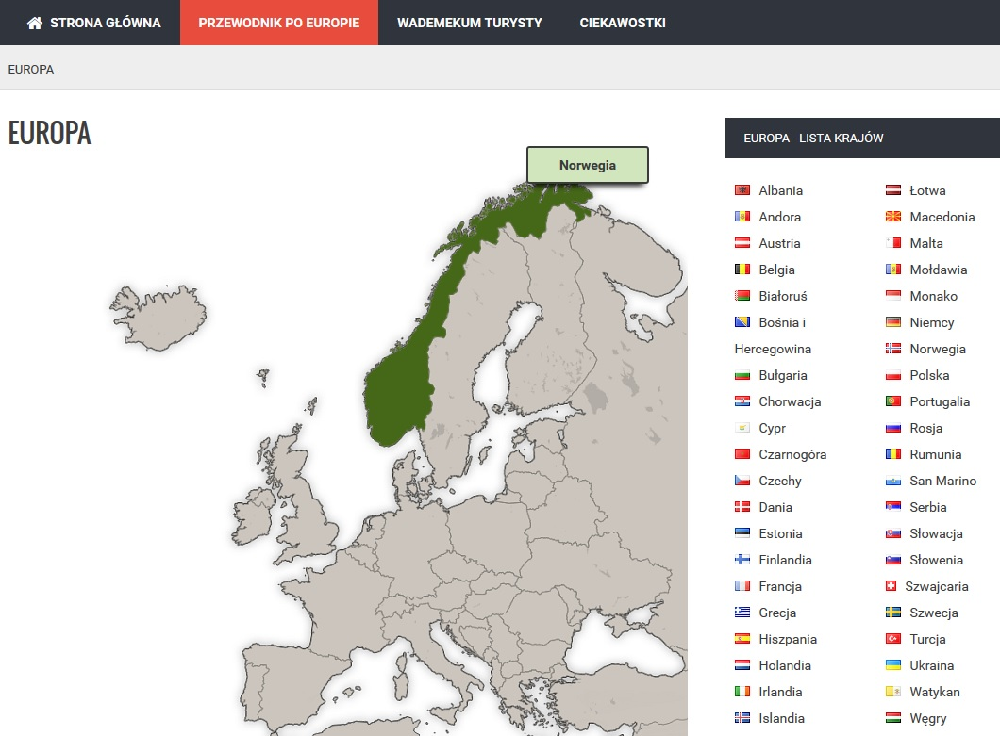 STRONA GŁÓWNA PRZEWODNIK PO EUROPIE WADEMEKUM TURYSTY CIEKAWOSTKI
EUROPA
EUROPA
Norwegia
EUROPA - LISTA KRAJÓW
Albania
Andora
Austria
Belgia
Białoruś
Bośnia i
Hercegowina
Bułgaria
Chorwacja
Cypr
Czarnogóra
Czechy
Dania
Estonia
Finlandia
Francja
Grecja
Hiszpania
Holandia
Irlandia
Islandia
Łotwa
Macedonia
Malta
Mołdawia
Monako
Niemcy
Norwegia
Polska
Portugalia
Rosja
Rumunia
San Marino
Serbia
Słowacja
Słowenia
Szwajcaria
Szwecja
Turcja
Ukraina
Watykan
Węgry